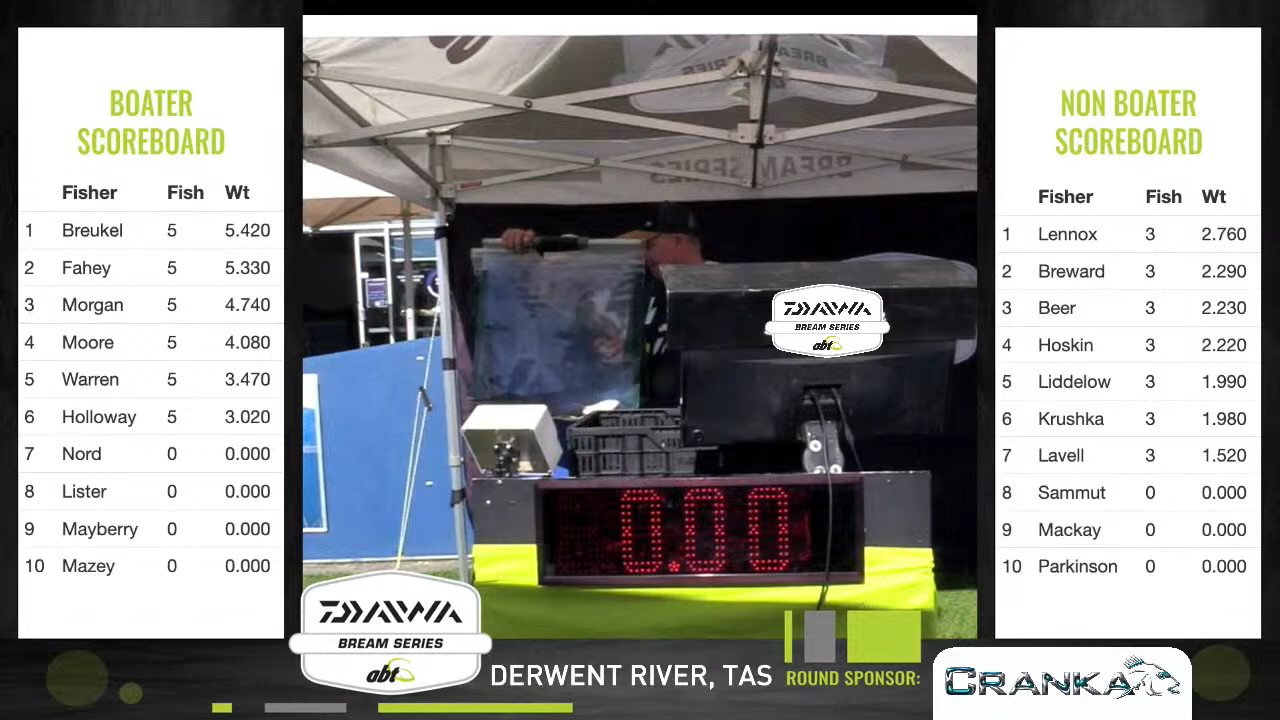 BOATER
SCOREBOARD
Fisher Fish Wt
1 Breukel 5 5.420
2 Fahey 5 5.330
3 Morgan 5 4.740
4 Moore 5 4.080
5 Warren 5 3.470
6 Holloway 5 3.020
7 Nord 0 0.000
8 Lister 0 0.000
9 Mayberry 0 0.000
10 Mazey 0 0.000
BREAM SERIES
DAIWA
BREAM SERIES
abt
0.00
NON BOATER
SCOREBOARD
Fisher Fish Wt
1 Lennox 3 2.760
2 Breward 3 2.290
3 Beer 3 2.230
4 Hoskin 3 2.220
5 Liddelow 3 1.990
6 Krushka 3 1.980
7 Lavell 3 1.520
8 Sammut 0 0.000
9 Mackay 0 0.000
10 Parkinson 0 0.000
DAIWA
BREAM SERIES
abt
DERWENT RIVER, TAS
ROUND SPONSOR:
CRANKA